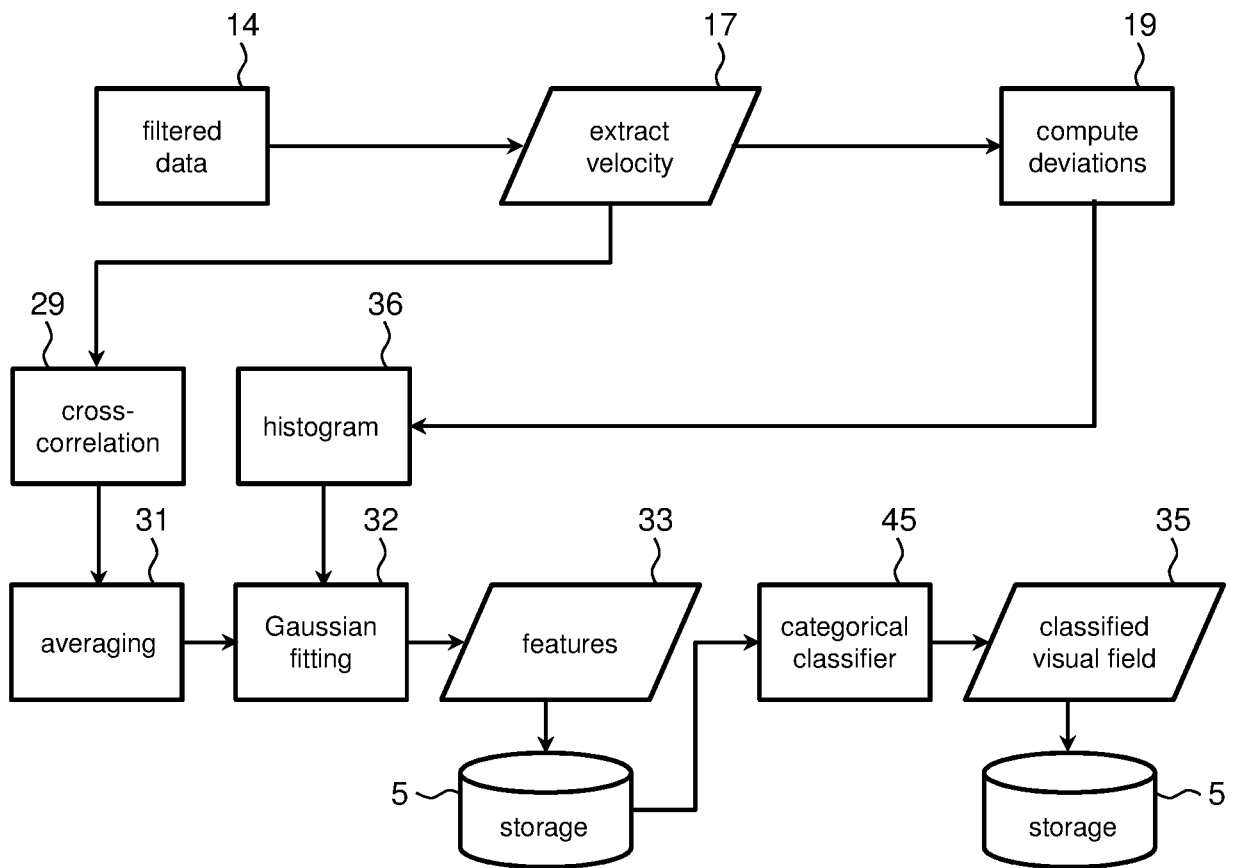 14
17
19
filtered
data
extract
velocity
compute
deviations
29
36
cross-
correlation
histogram
31
32
33
45
35
averaging
Gaussian
fitting
features
categorical
classifier
classified
visual field
5
storage
storage
5